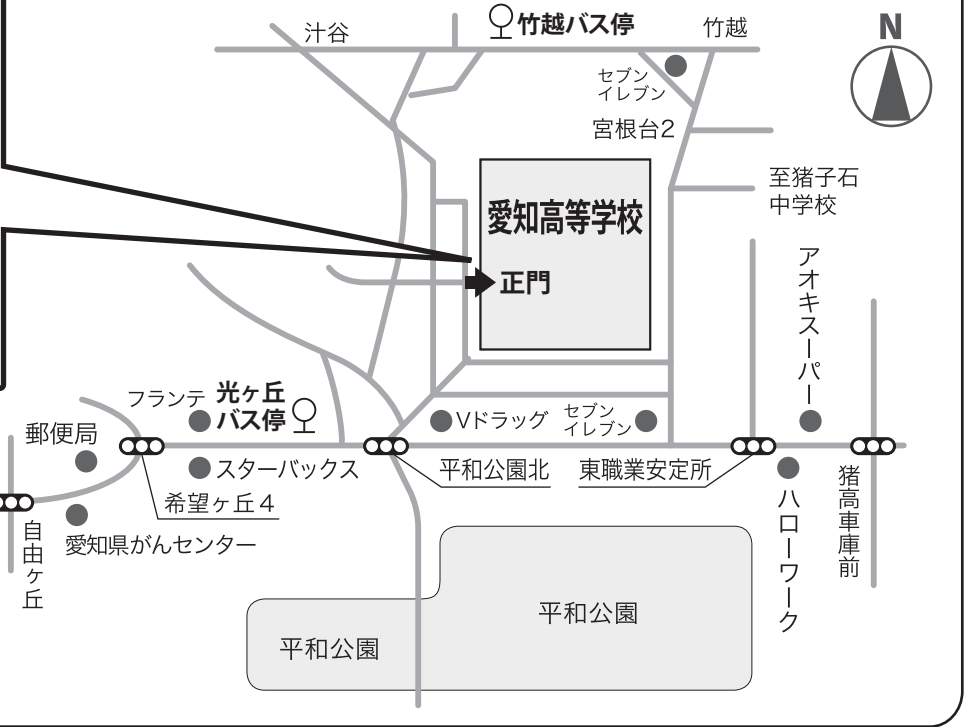 汁谷
竹越バス停
竹越
N
セブン
イレブン
宮根台2
至猪子石
中学校
愛知高等学校
正門
アオキスーパー
フランテ
光ヶ丘
バス停
郵便局
Vドラッグ
セブン
イレブン
スターバックス
平和公園北
東職業安定所
希望ヶ丘4
猪高車庫前
ハローワーク
自由ヶ丘
愛知県がんセンター
平和公園
平和公園